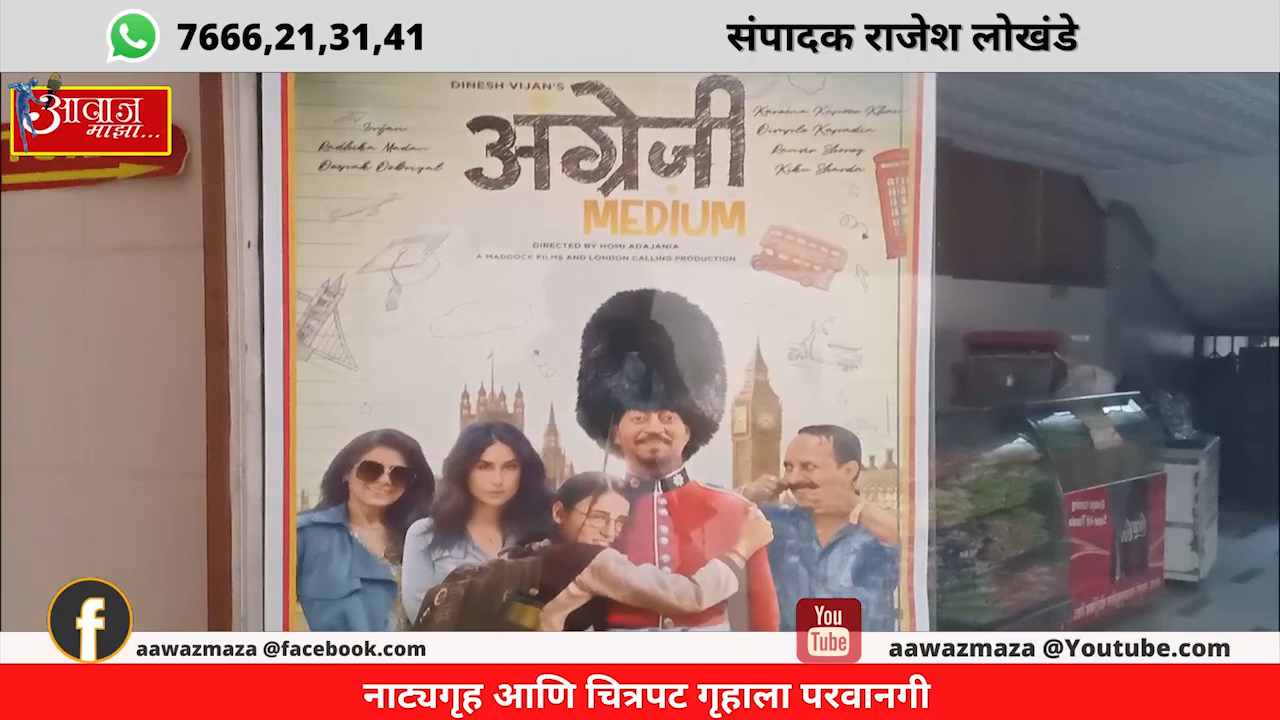 7666,21,31,41
संपादक राजेश लोखंडे
आवाज
माझा...
DINESH VIJAN'S
अंग्रेजी
MEDIUM
Irrfan
Radhika Madan
Deepak Dobriyal
Kareena Kapoor Khan
Dimple Kapadia
Ranvir Shorey
Kiku Sharda
DIRECTED BY HOMI ADAJANIA
A MADDOCK FILMS AND LONDON CALLING PRODUCTION
aawazmaza @facebook.com
You
Tube
aawazmaza @Youtube.com
नाट्यगृह आणि चित्रपट गृहाला परवानगी